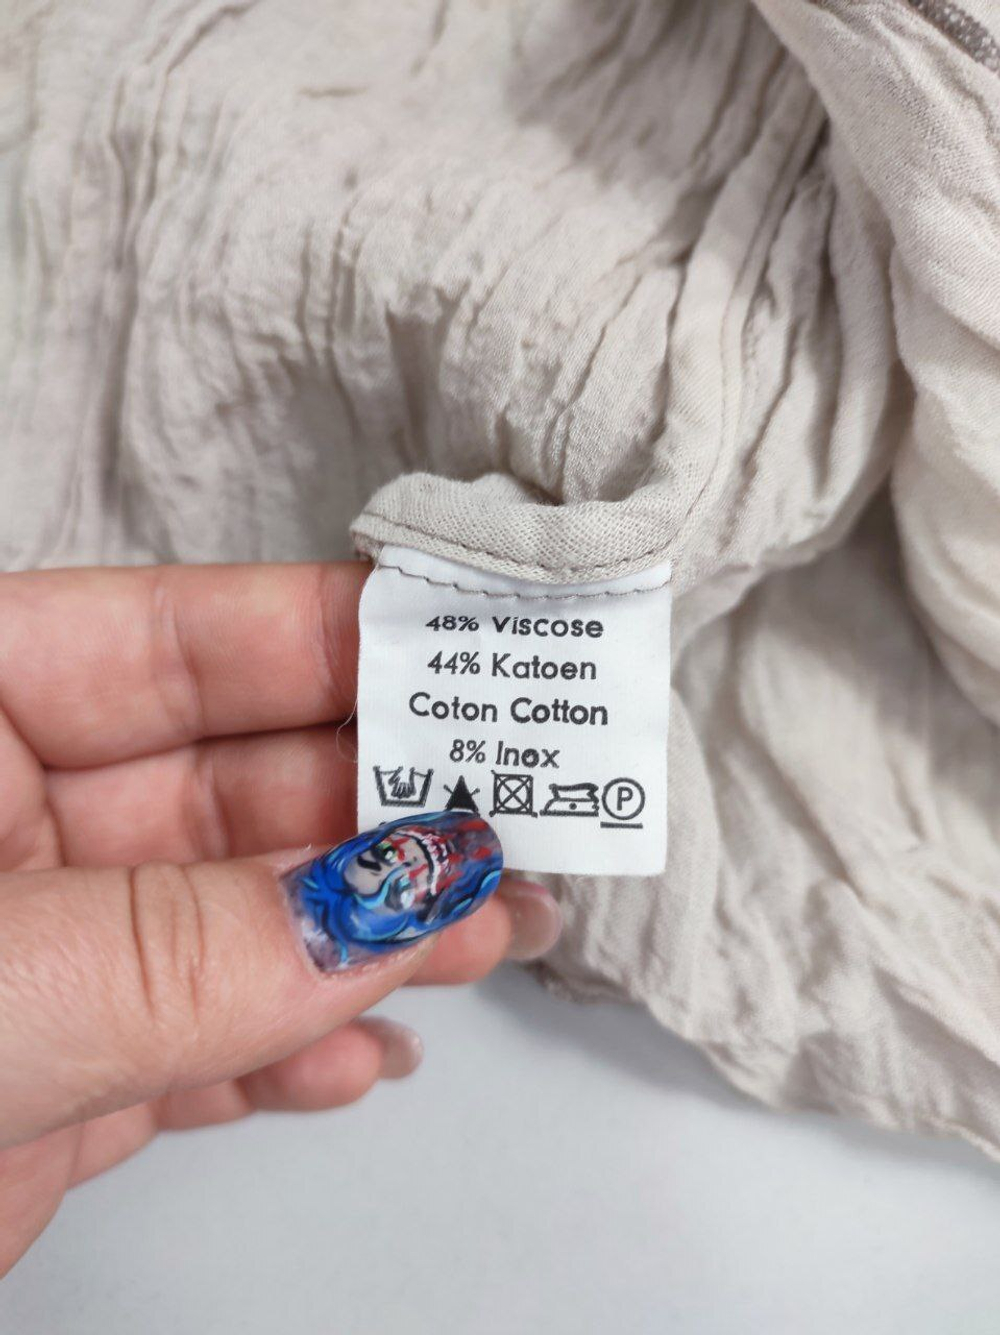 48% Viscose
44% Katoen
Coton Cotton
8% Inox
P